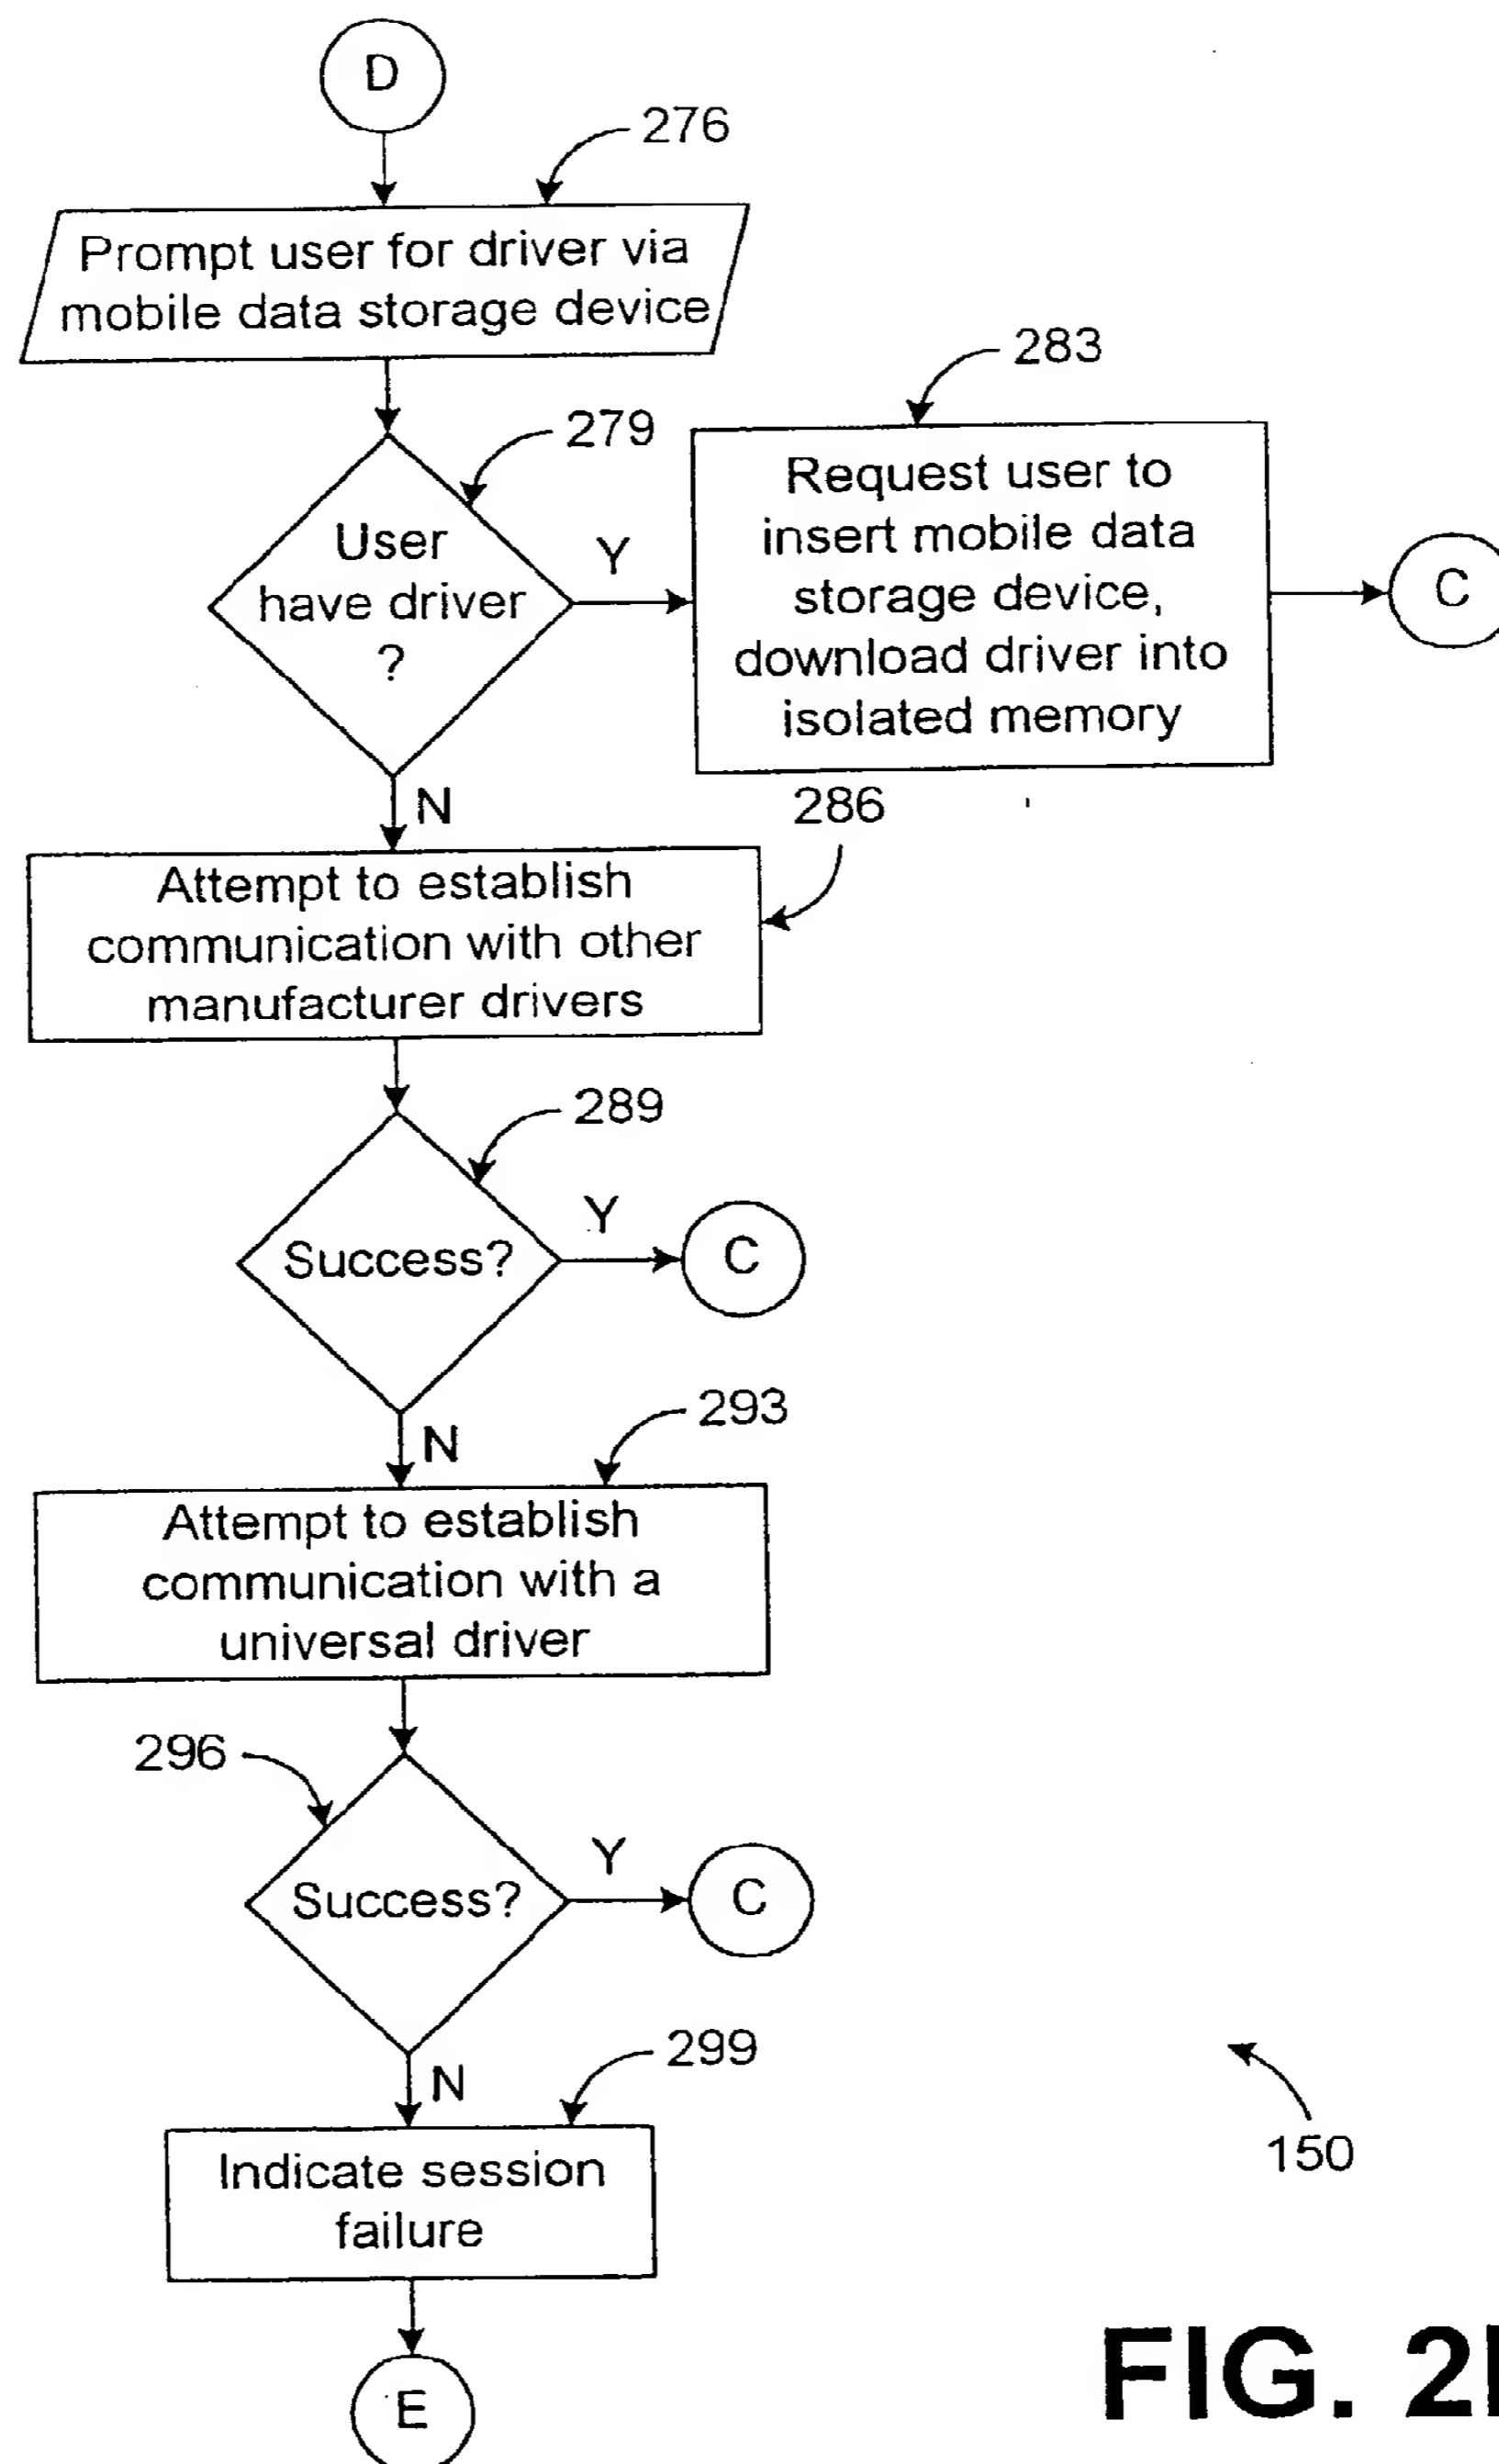 D
276
Prompt user for driver via
mobile data storage device
283
279
Request user to
insert mobile data
storage device,
download driver into
isolated memory
User
have driver
?
Y
C
N
286
Attempt to establish
communication with other
manufacturer drivers
289
Success?
Y
C
N
293
Attempt to establish
communication with a
universal driver
296
Success?
Y
C
N
299
Indicate session
failure
150
E
FIG.